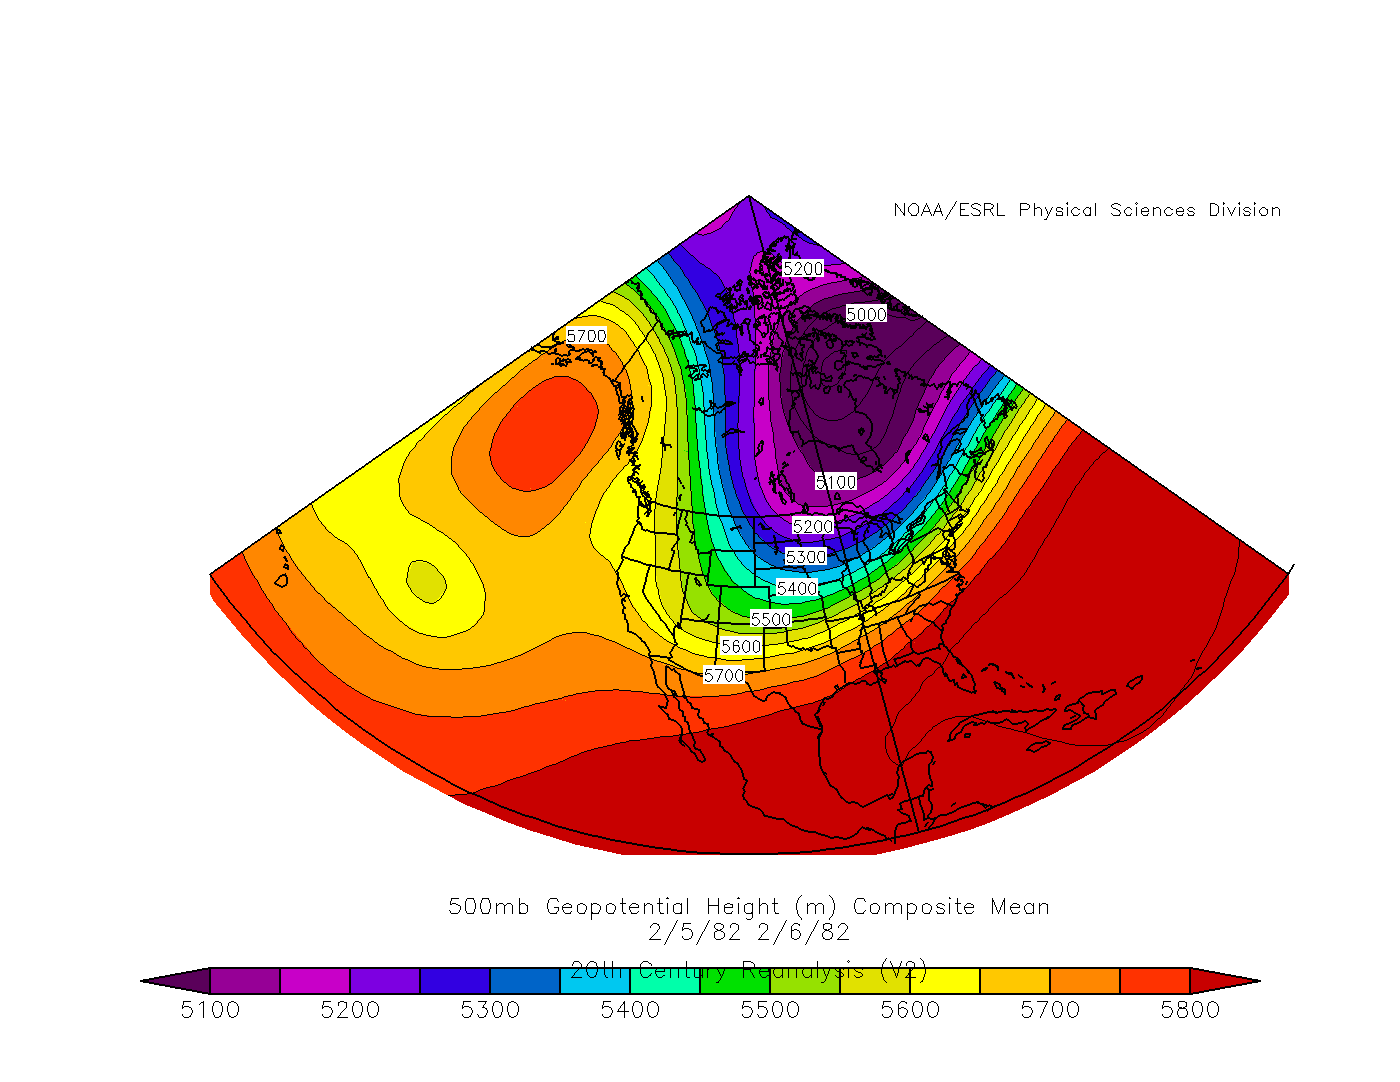 NOAA/ESRL Physical Sciences Division
5200
5000
5700
5100
5200
5300
5400
5500
5600
5700
500mb Geopotential Height (m) Composite Mean
2/5/82 2/6/82
20th Century Reanalysis (V2)
5100 5200 5300 5400 5500 5600 5700 5800